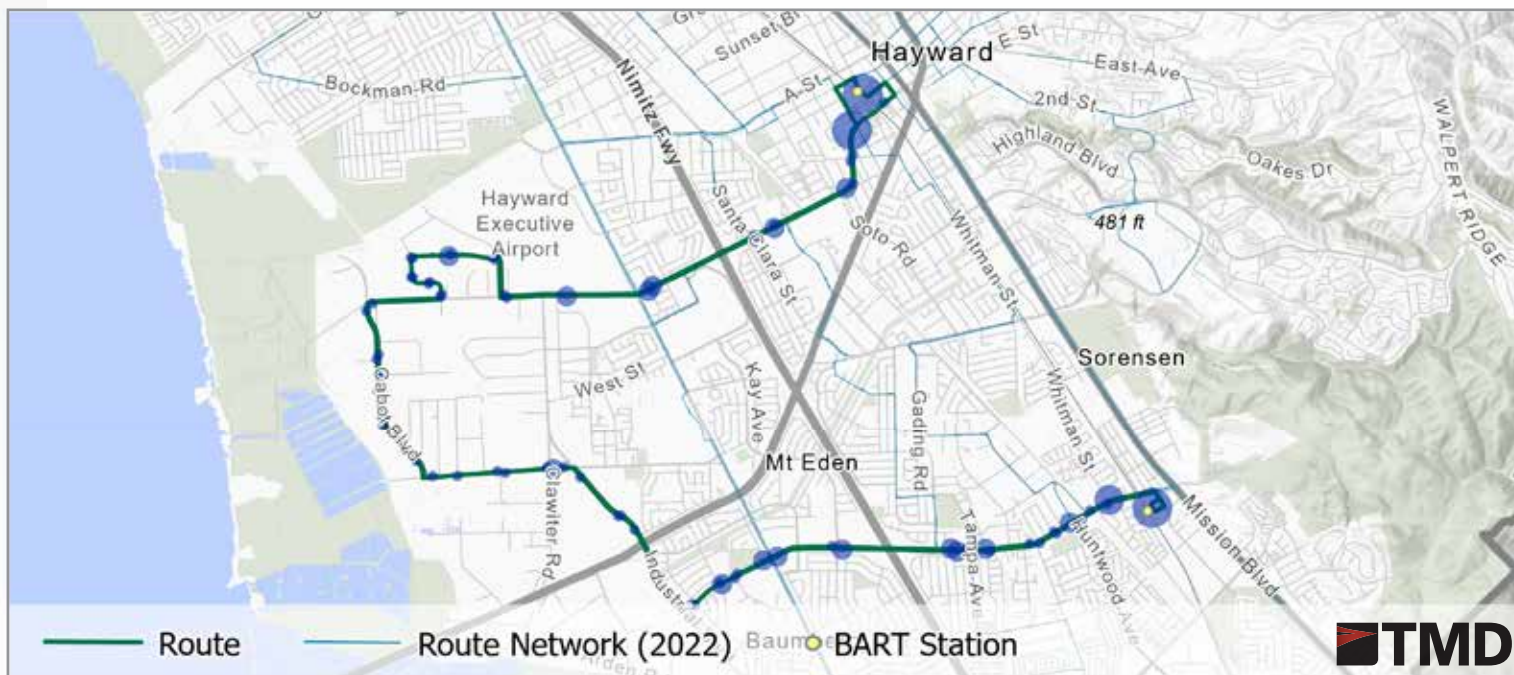 Sunset Bl
Hayward
E St
East Ave
Bockman Rd
Nimitz Fwy
A St
2nd St
Highland Blvd
Oakes Dr
WALPERT RIDGE
Hayward
Executive
Airport
Santa Clara St
Soto Rd
Whitman St
481 ft
West St
Kay Ave
Sorensen
Cabot Blvd
Gading Rd
Whitman St
Mt Eden
Clawiter Rd
Industrial
Tampa Ave
Huntwood Ave
Mission Blvd
Route
Route Network (2022)
BART Station
TMD